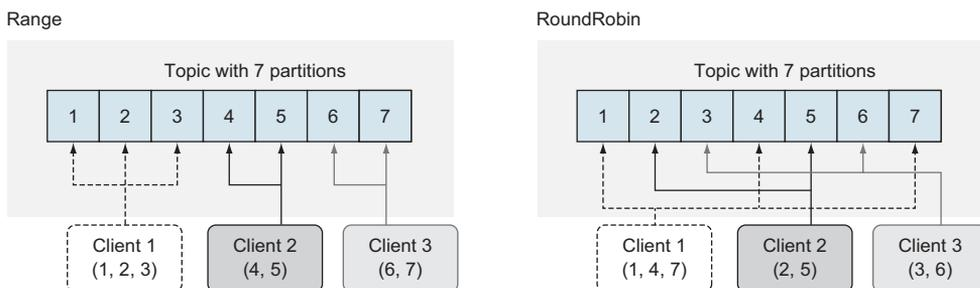 Range
Topic with 7 partitions
1 2 3 4 5 6 7
Client 1
(1, 2, 3)
Client 2
(4, 5)
Client 3
(6, 7)
RoundRobin
Topic with 7 partitions
1 2 3 4 5 6 7
Client 1
(1, 4, 7)
Client 2
(2, 5)
Client 3
(3, 6)